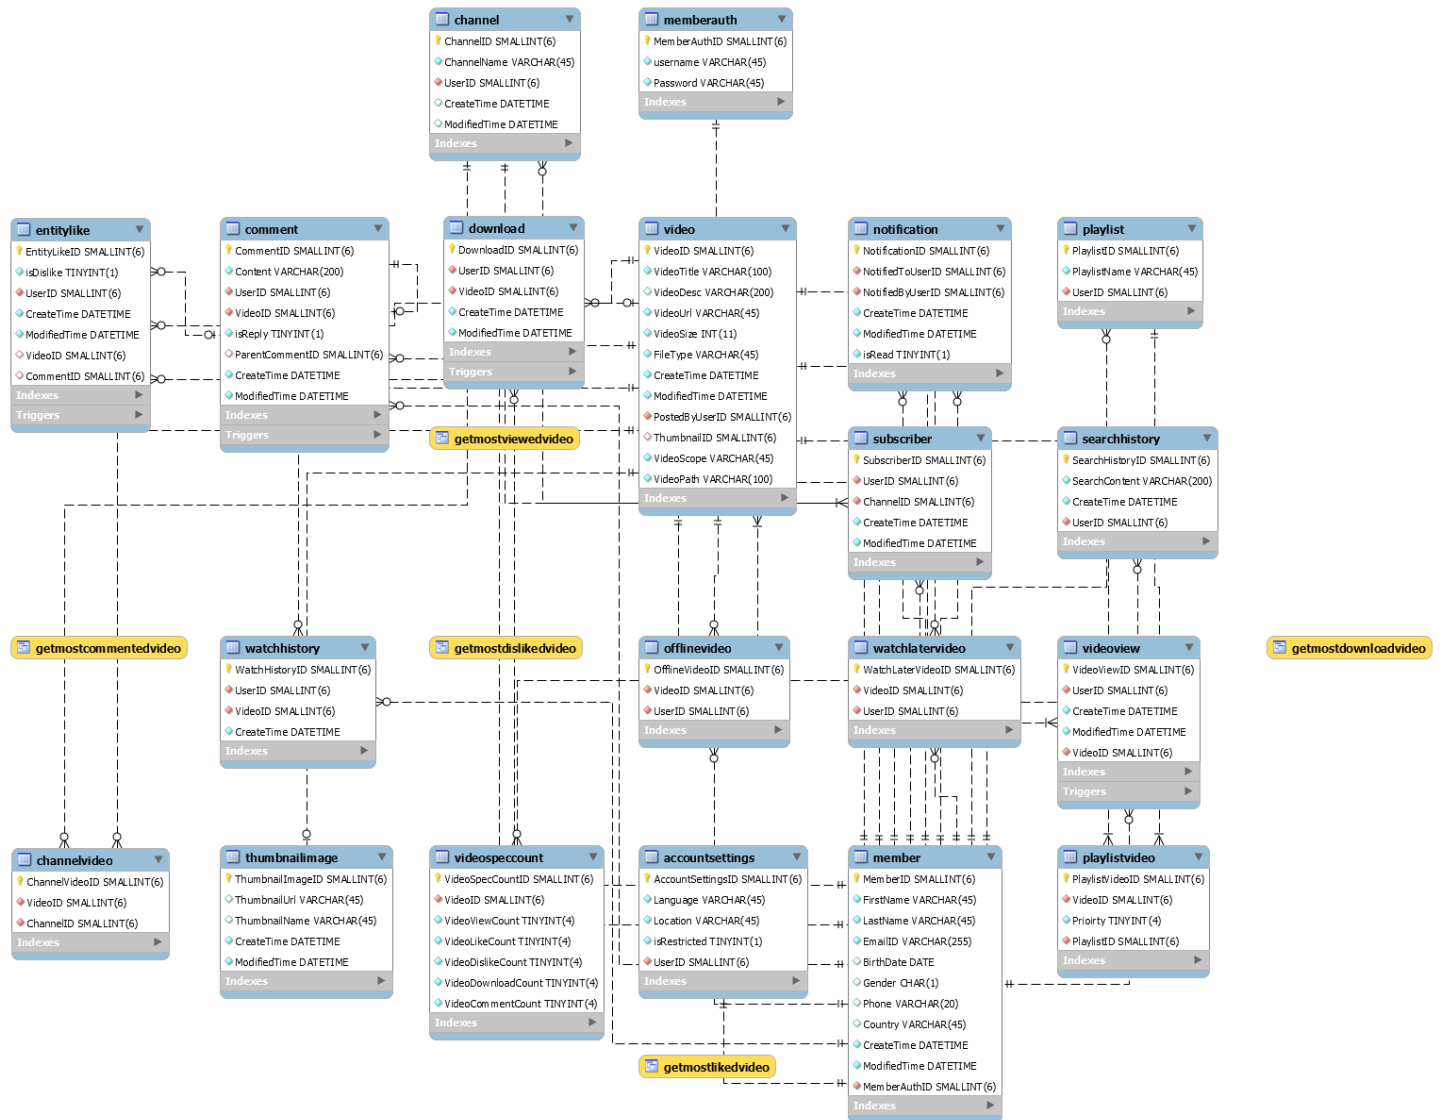 channel
ChannelID SMALLINT(6)
ChannelName VARCHAR(45)
UserID SMALLINT(6)
CreateTime DATETIME
ModifiedTime DATETIME
Indexes
memberauth
MemberAuthID SMALLINT(6)
username VARCHAR(45)
Password VARCHAR(45)
Indexes
entitylike
EntityLikeID SMALLINT(6)
isDislike TINYINT(1)
UserID SMALLINT(6)
CreateTime DATETIME
ModifiedTime DATETIME
VideoID SMALLINT(6)
CommentID SMALLINT(6)
Indexes
Triggers
comment
CommentID SMALLINT(6)
Content VARCHAR(200)
UserID SMALLINT(6)
VideoID SMALLINT(6)
isReply TINYINT(1)
ParentCommentID SMALLINT(6)
CreateTime DATETIME
ModifiedTime DATETIME
Indexes
Triggers
download
DownloadID SMALLINT(6)
UserID SMALLINT(6)
VideoID SMALLINT(6)
CreateTime DATETIME
ModifiedTime DATETIME
Indexes
Triggers
video
VideoID SMALLINT(6)
VideoTitle VARCHAR(100)
VideoDesc VARCHAR(200)
VideoUrl VARCHAR(45)
VideoSize INT(11)
FileType VARCHAR(45)
CreateTime DATETIME
ModifiedTime DATETIME
PostedByUserID SMALLINT(6)
ThumbnailID SMALLINT(6)
VideoScope VARCHAR(45)
VideoPath VARCHAR(100)
Indexes
notification
NotificationID SMALLINT(6)
NotifiedToUserID SMALLINT(6)
NotifiedByUserID SMALLINT(6)
CreateTime DATETIME
ModifiedTime DATETIME
isRead TINYINT(1)
Indexes
playlist
PlaylistID SMALLINT(6)
PlaylistName VARCHAR(45)
UserID SMALLINT(6)
Indexes
getmostviewedvideo
subscriber
SubscriberID SMALLINT(6)
UserID SMALLINT(6)
ChannelID SMALLINT(6)
CreateTime DATETIME
ModifiedTime DATETIME
Indexes
searchhistory
SearchHistoryID SMALLINT(6)
SearchContent VARCHAR(200)
CreateTime DATETIME
UserID SMALLINT(6)
Indexes
getmostcommentedvideo
watchhistory
WatchHistoryID SMALLINT(6)
UserID SMALLINT(6)
VideoID SMALLINT(6)
CreateTime DATETIME
Indexes
getmostdislikedvideo
offlinevideo
OfflineVideoID SMALLINT(6)
VideoID SMALLINT(6)
UserID SMALLINT(6)
Indexes
watchlatervideo
WatchLaterVideoID SMALLINT(6)
VideoID SMALLINT(6)
UserID SMALLINT(6)
Indexes
videoview
VideoViewID SMALLINT(6)
UserID SMALLINT(6)
CreateTime DATETIME
ModifiedTime DATETIME
VideoID SMALLINT(6)
Indexes
Triggers
getmostdownloadvideo
channelvideo
ChannelVideoID SMALLINT(6)
VideoID SMALLINT(6)
ChannelID SMALLINT(6)
Indexes
thumbnailimage
ThumbnailImageID SMALLINT(6)
ThumbnailUrl VARCHAR(45)
ThumbnailName VARCHAR(45)
CreateTime DATETIME
ModifiedTime DATETIME
Indexes
videospeccount
VideoSpecCountID SMALLINT(6)
VideoID SMALLINT(6)
VideoViewCount TINYINT(4)
VideoLikeCount TINYINT(4)
VideoDislikeCount TINYINT(4)
VideoDownloadCount TINYINT(4)
VideoCommentCount TINYINT(4)
Indexes
accountsettings
AccountSettingsID SMALLINT(6)
Language VARCHAR(45)
Location VARCHAR(45)
isRestricted TINYINT(1)
UserID SMALLINT(6)
Indexes
member
MemberID SMALLINT(6)
FirstName VARCHAR(45)
LastName VARCHAR(45)
EmailID VARCHAR(255)
BirthDate DATE
Gender CHAR(1)
Phone VARCHAR(20)
Country VARCHAR(45)
CreateTime DATETIME
ModifiedTime DATETIME
MemberAuthID SMALLINT(6)
Indexes
playlistvideo
PlaylistVideoID SMALLINT(6)
VideoID SMALLINT(6)
Prioirty TINYINT(4)
PlaylistID SMALLINT(6)
Indexes
getmostlikedvideo